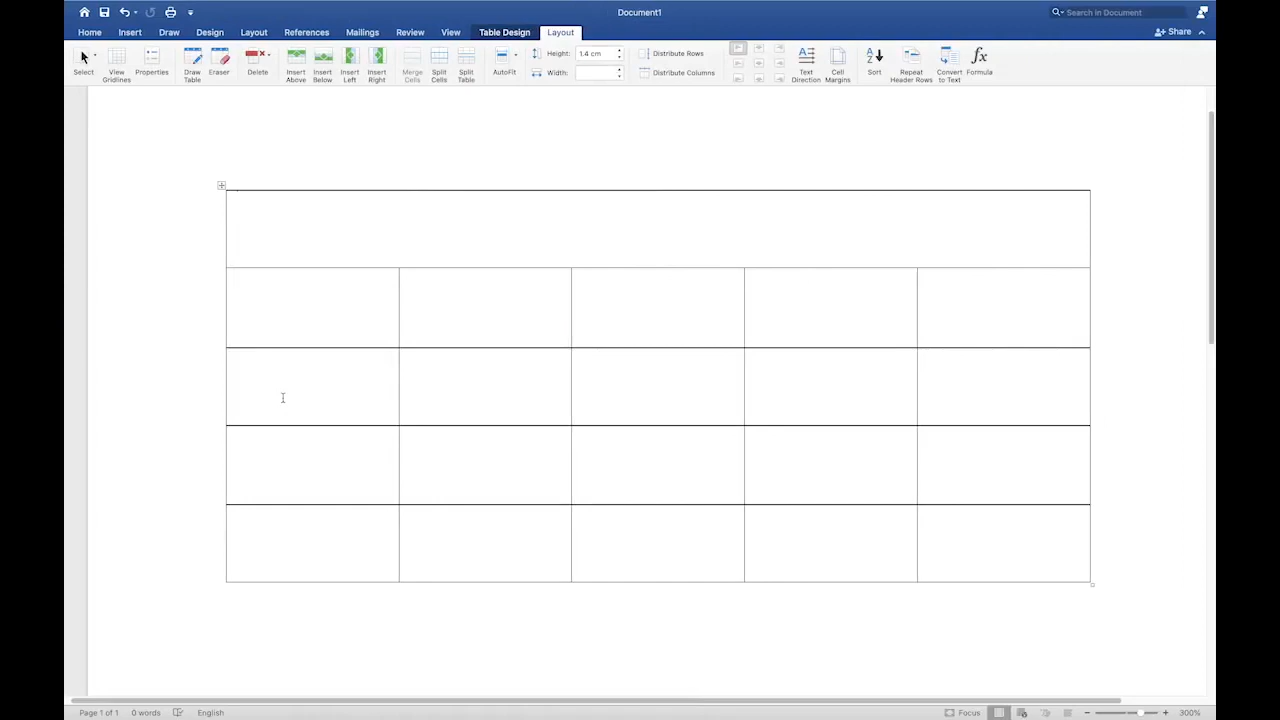 Document1
Search in Document
Home Insert Draw Design Layout References Mailings Review View Table Design Layout
Share
Select
View Gridlines
Properties
Draw Table
Eraser
Delete
Insert Above
Insert Below
Insert Left
Insert Right
Merge Cells
Split Cells
Split Table
AutoFit
Height: 1.4 cm
Width:
Distribute Rows
Distribute Columns
Text Direction
Cell Margins
A Z
Sort
Repeat Header Rows
Convert to Text
fx
Formula
Page 1 of 1 0 words English
Focus
300%